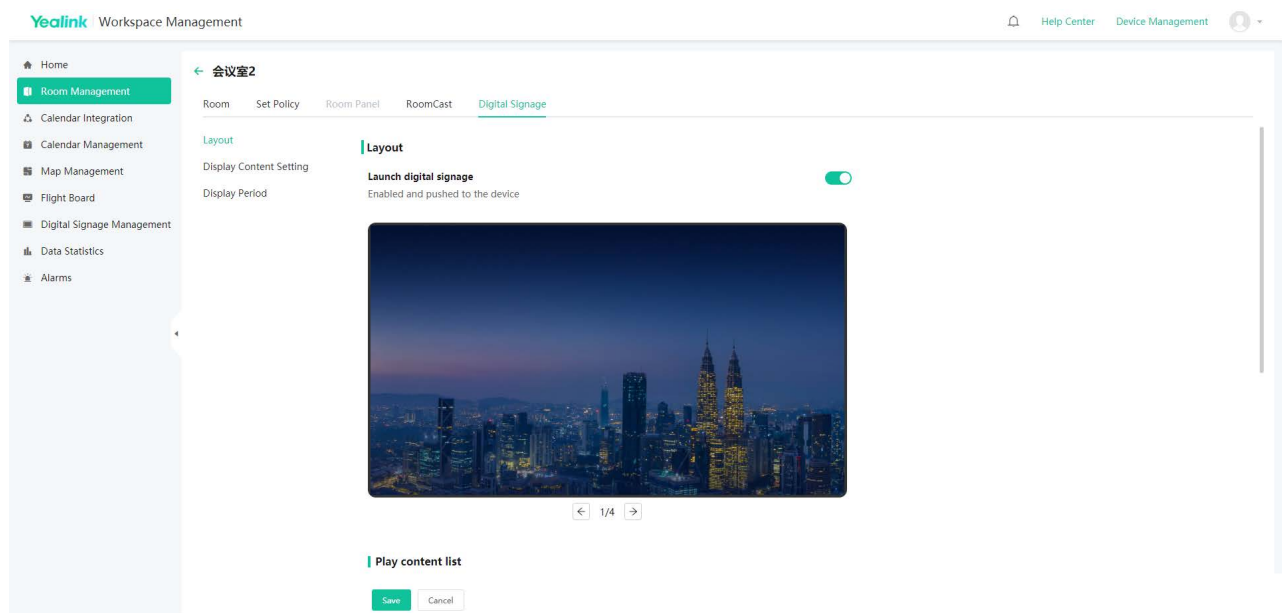 Yealink Workspace Management
Help Center
Device Management
Home
Room Management
Calendar Integration
Calendar Management
Map Management
Flight Board
Digital Signage Management
Data Statistics
Alarms
会议室2
Room
Set Policy
Room Panel
RoomCast
Digital Signage
Layout
Display Content Setting
Display Period
Layout
Launch digital signage
Enabled and pushed to the device
1/4
Play content list
Save
Cancel